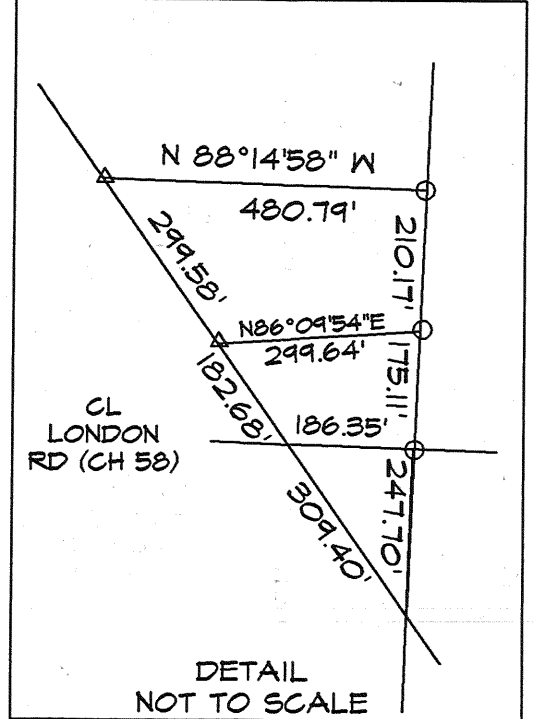 N 88°14'58" W
480.79'
299.58'
210.17'
N86°09'54"E
299.64'
182.68'
175.11'
CL
LONDON
RD (CH 58)
186.35'
309.40'
247.70'
DETAIL
NOT TO SCALE